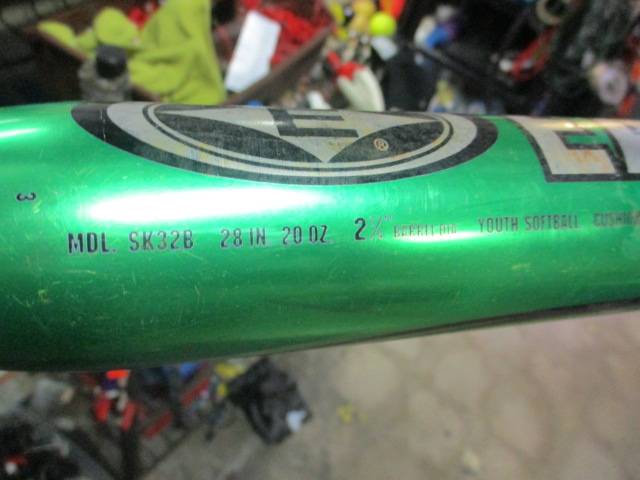 E ®
3
MDL. SK32B 28 IN. 20 OZ. 2¼" BARREL DIA. YOUTH SOFTBALL